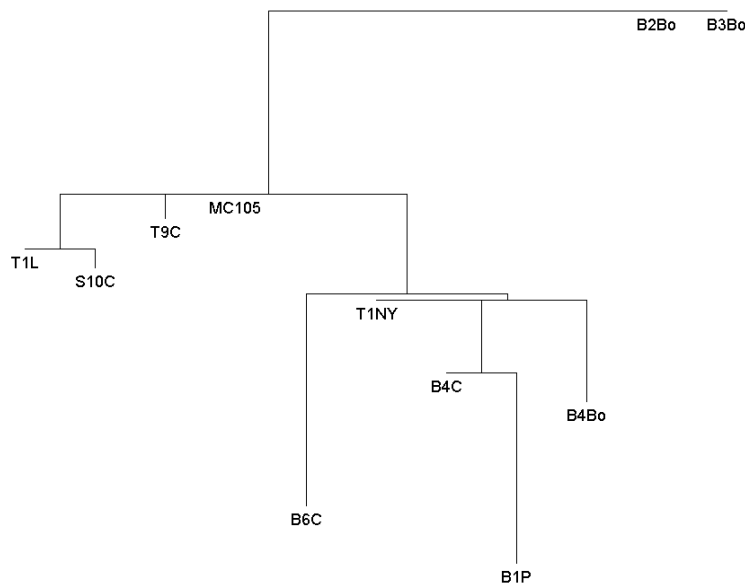 B2Bo B3Bo
MC105
T9C
T1L
S10C
T1NY
B4C
B4Bo
B6C
B1P